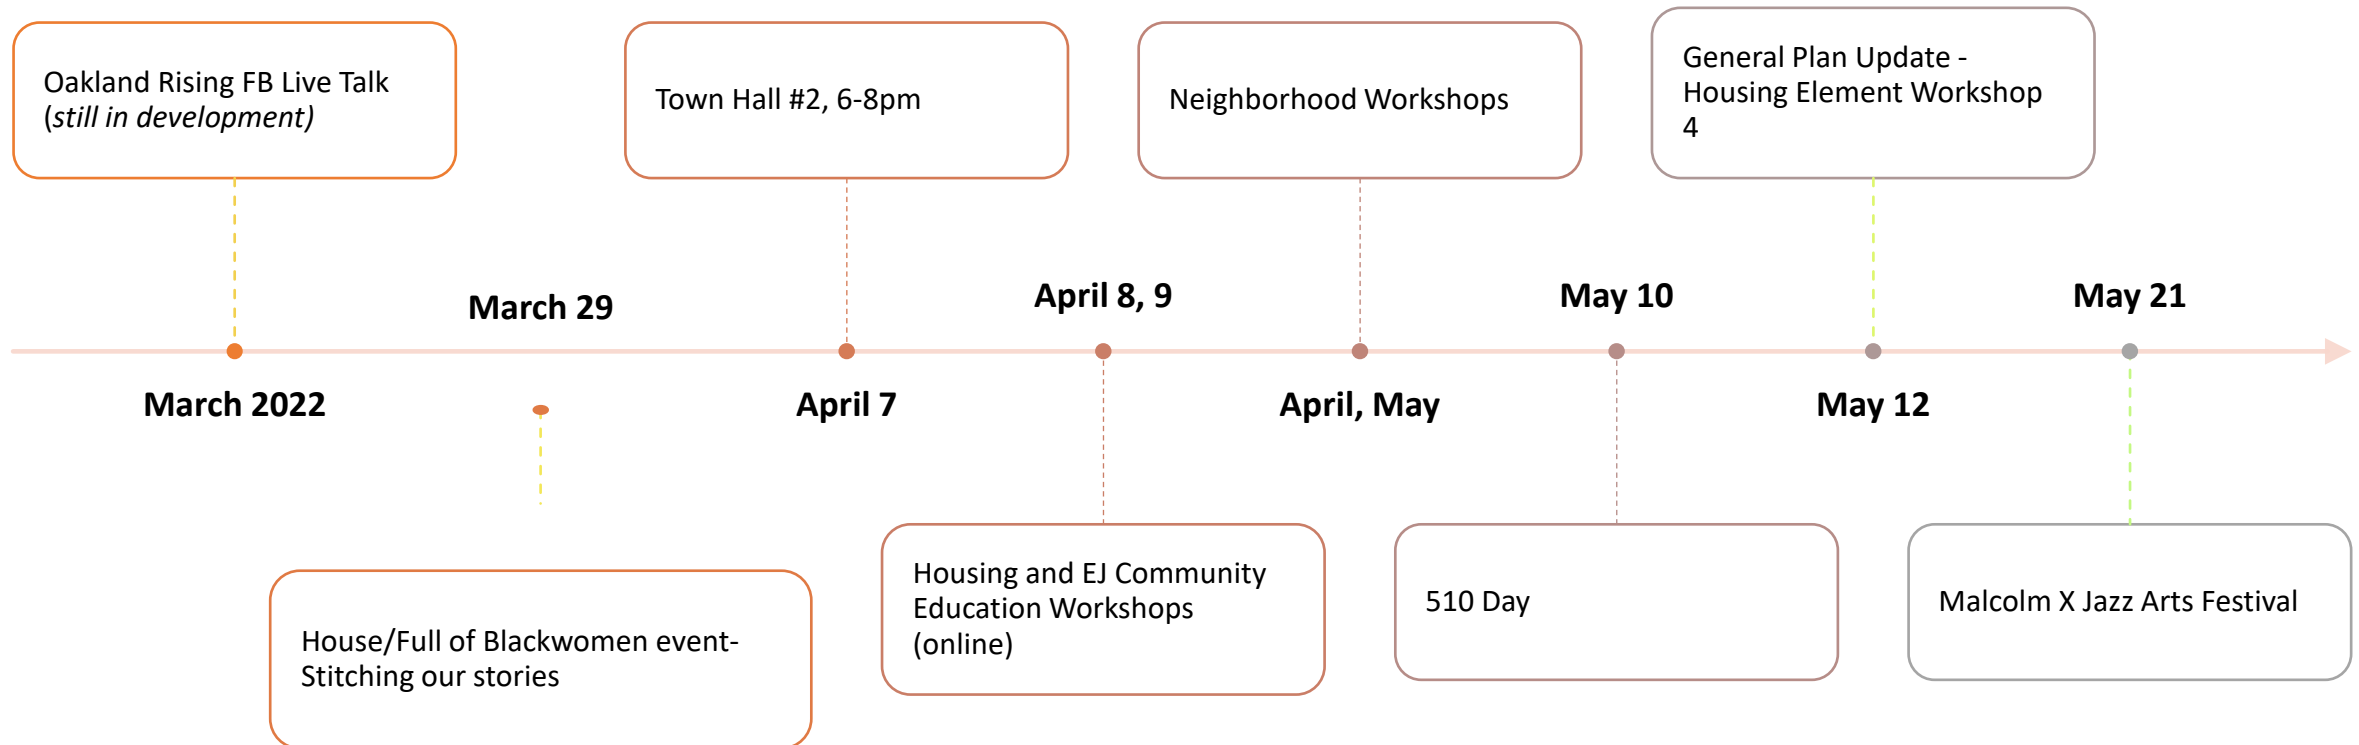 Oakland Rising FB Live Talk
(still in development)
Town Hall #2, 6-8pm
Neighborhood Workshops
General Plan Update -
Housing Element Workshop
4
March 29
April 8, 9
May 10
May 21
March 2022
April 7
April, May
May 12
House/Full of Blackwomen event-
Stitching our stories
Housing and EJ Community
Education Workshops
(online)
510 Day
Malcolm X Jazz Arts Festival